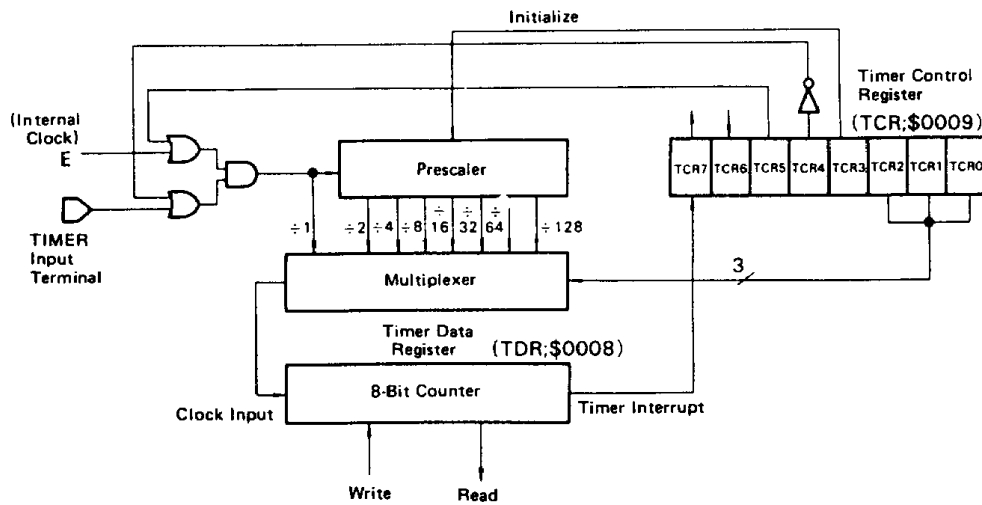 Initialize
Timer Control
Register
(TCR;$0009)
(Internal
Clock)
E
TCR7 TCR6 TCR5 TCR4 TCR3 TCR2 TCR1 TCR0
Prescaler
TIMER
Input
Terminal
÷1 ÷2 ÷4 ÷8 ÷16 ÷32 ÷64 ÷128
3
Multiplexer
Timer Data
Register
(TDR;$0008)
8-Bit Counter
Clock Input
Timer Interrupt
Write
Read